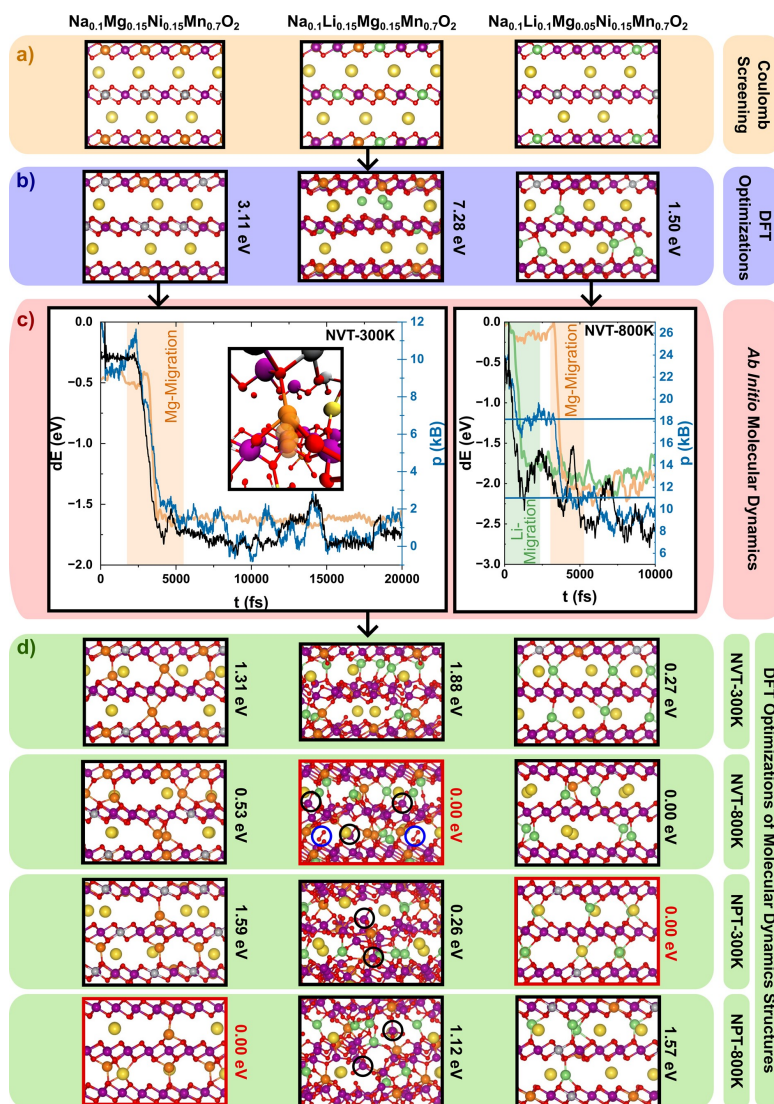 Na₀.₁Mg₀.₁₅Ni₀.₁₅Mn₀.₇O₂ Na₀.₁Li₀.₁₅Mg₀.₁₅Mn₀.₇O₂ Na₀.₁Li₀.₁Mg₀.₀₅Ni₀.₁₅Mn₀.₇O₂
a)
Coulomb
Screening
b)
3.11 eV
7.28 eV
1.50 eV
DFT
Optimizations
c)
NVT-300K
Mg-Migration
dE (eV)
0.0
−0.5
−1.0
−1.5
−2.0
12
10
8
6
4
2
0
p (kB)
0 5000 10000 15000 20000
t (fs)
NVT-800K
Li-
Migration
Mg-Migration
dE (eV)
0.0
−0.5
−1.0
−1.5
−2.0
−2.5
−3.0
26
24
22
20
18
16
14
12
10
8
6
p (kB)
0 5000 10000
t (fs)
Ab Initio Molecular Dynamics
d)
1.31 eV
1.88 eV
0.27 eV
NVT-300K
0.53 eV
0.00 eV
0.00 eV
NVT-800K
1.59 eV
0.26 eV
0.00 eV
NPT-300K
0.00 eV
1.12 eV
1.57 eV
NPT-800K
DFT Optimizations of Molecular Dynamics Structures